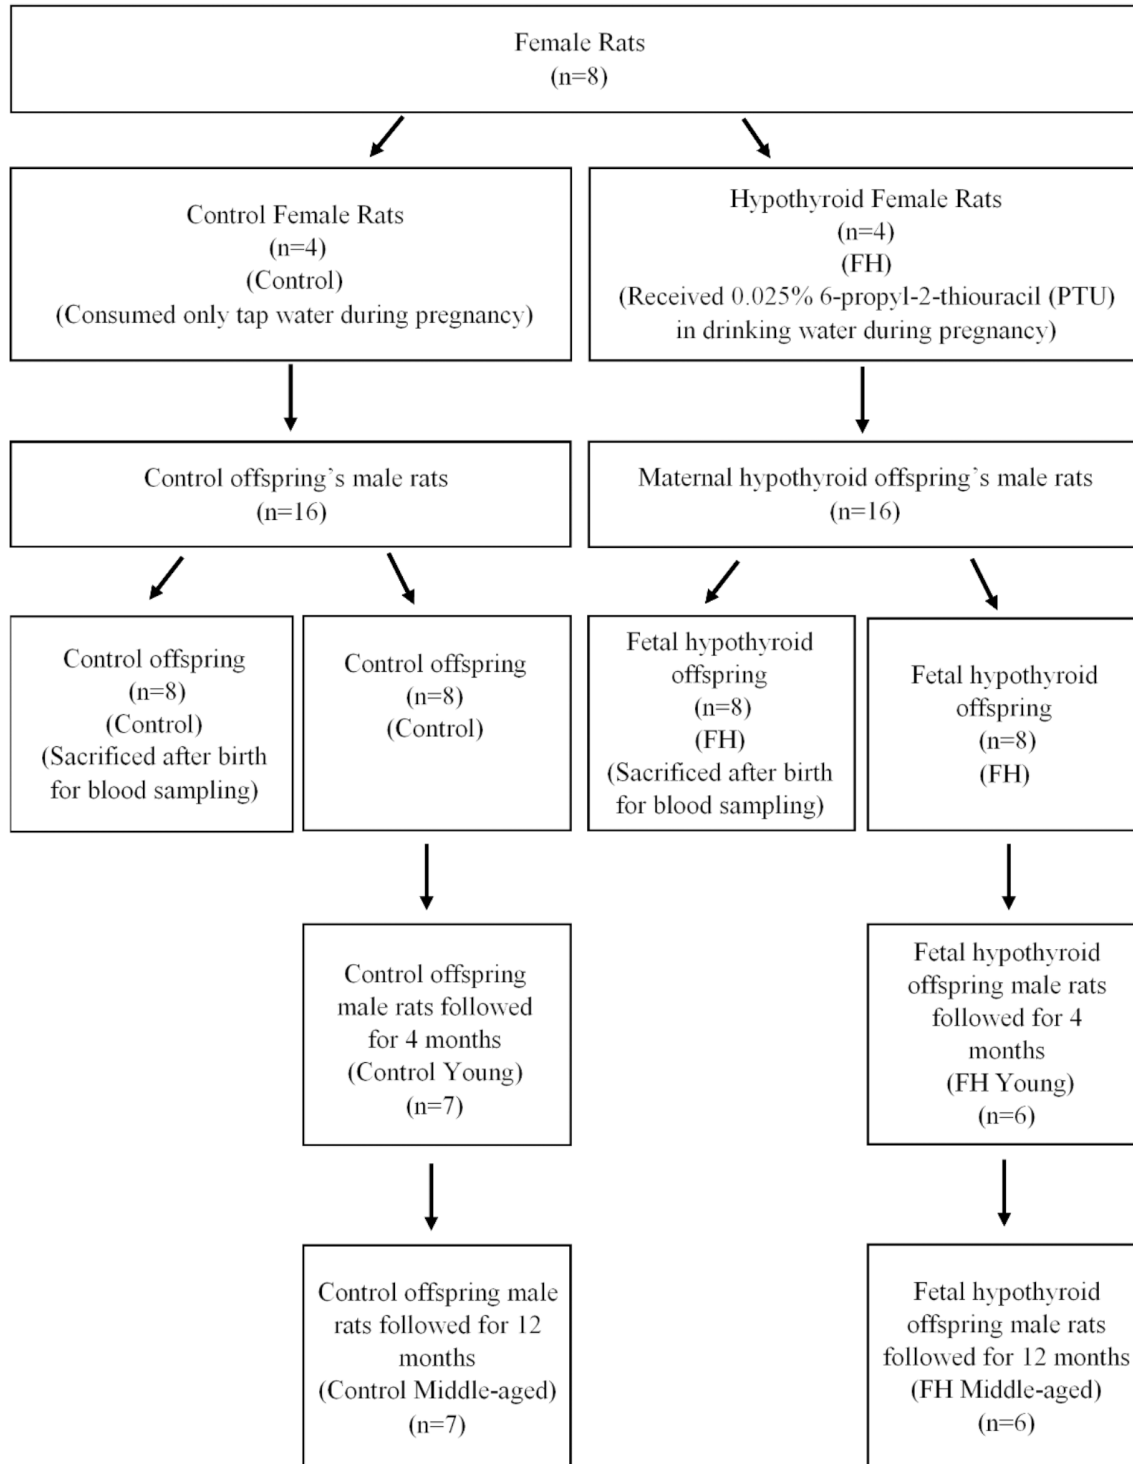 Female Rats
(n=8)
Control Female Rats
(n=4)
(Control)
(Consumed only tap water during pregnancy)
Hypothyroid Female Rats
(n=4)
(FH)
(Received 0.025% 6-propyl-2-thiouracil (PTU)
in drinking water during pregnancy)
Control offspring’s male rats
(n=16)
Maternal hypothyroid offspring’s male rats
(n=16)
Control offspring
(n=8)
(Control)
(Sacrificed after birth
for blood sampling)
Control offspring
(n=8)
(Control)
Fetal hypothyroid
offspring
(n=8)
(FH)
(Sacrificed after birth
for blood sampling)
Fetal hypothyroid
offspring
(n=8)
(FH)
Control offspring
male rats followed
for 4 months
(Control Young)
(n=7)
Fetal hypothyroid
offspring male rats
followed for 4
months
(FH Young)
(n=6)
Control offspring male
rats followed for 12
months
(Control Middle-aged)
(n=7)
Fetal hypothyroid
offspring male rats
followed for 12 months
(FH Middle-aged)
(n=6)